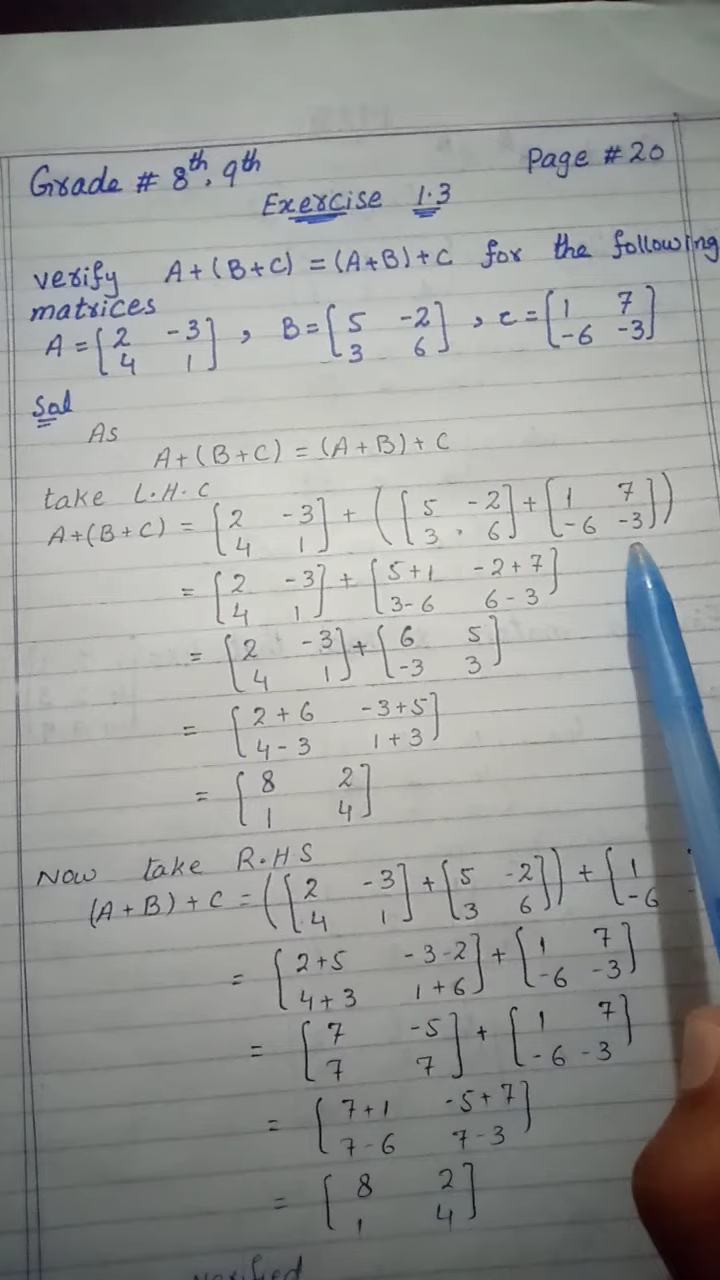 Grade # 8th, 9th Page # 20
Exercise 1.3
verify A+(B+C) = (A+B)+C for the following
matrices
A = [2 -3; 4 1], B = [5 -2; 3 6], C = [1 7; -6 -3]
Sol
As
A+(B+C) = (A+B)+C
take L.H.C
A+(B+C) = [2 -3; 4 1] + ([5 -2; 3 6] + [1 7; -6 -3])
= [2 -3; 4 1] + [5+1 -2+7; 3-6 6-3]
= [2 -3; 4 1] + [6 5; -3 3]
= [2+6 -3+5; 4-3 1+3]
= [8 2; 1 4]
Now take R.HS
(A+B)+C = ([2 -3; 4 1] + [5 -2; 3 6]) + [1; -6
= [2+5 -3-2; 4+3 1+6] + [1 7; -6 -3]
= [7 -5; 7 7] + [1 7; -6 -3]
= [7+1 -5+7; 7-6 7-3]
= [8 2; 1 4]
verified